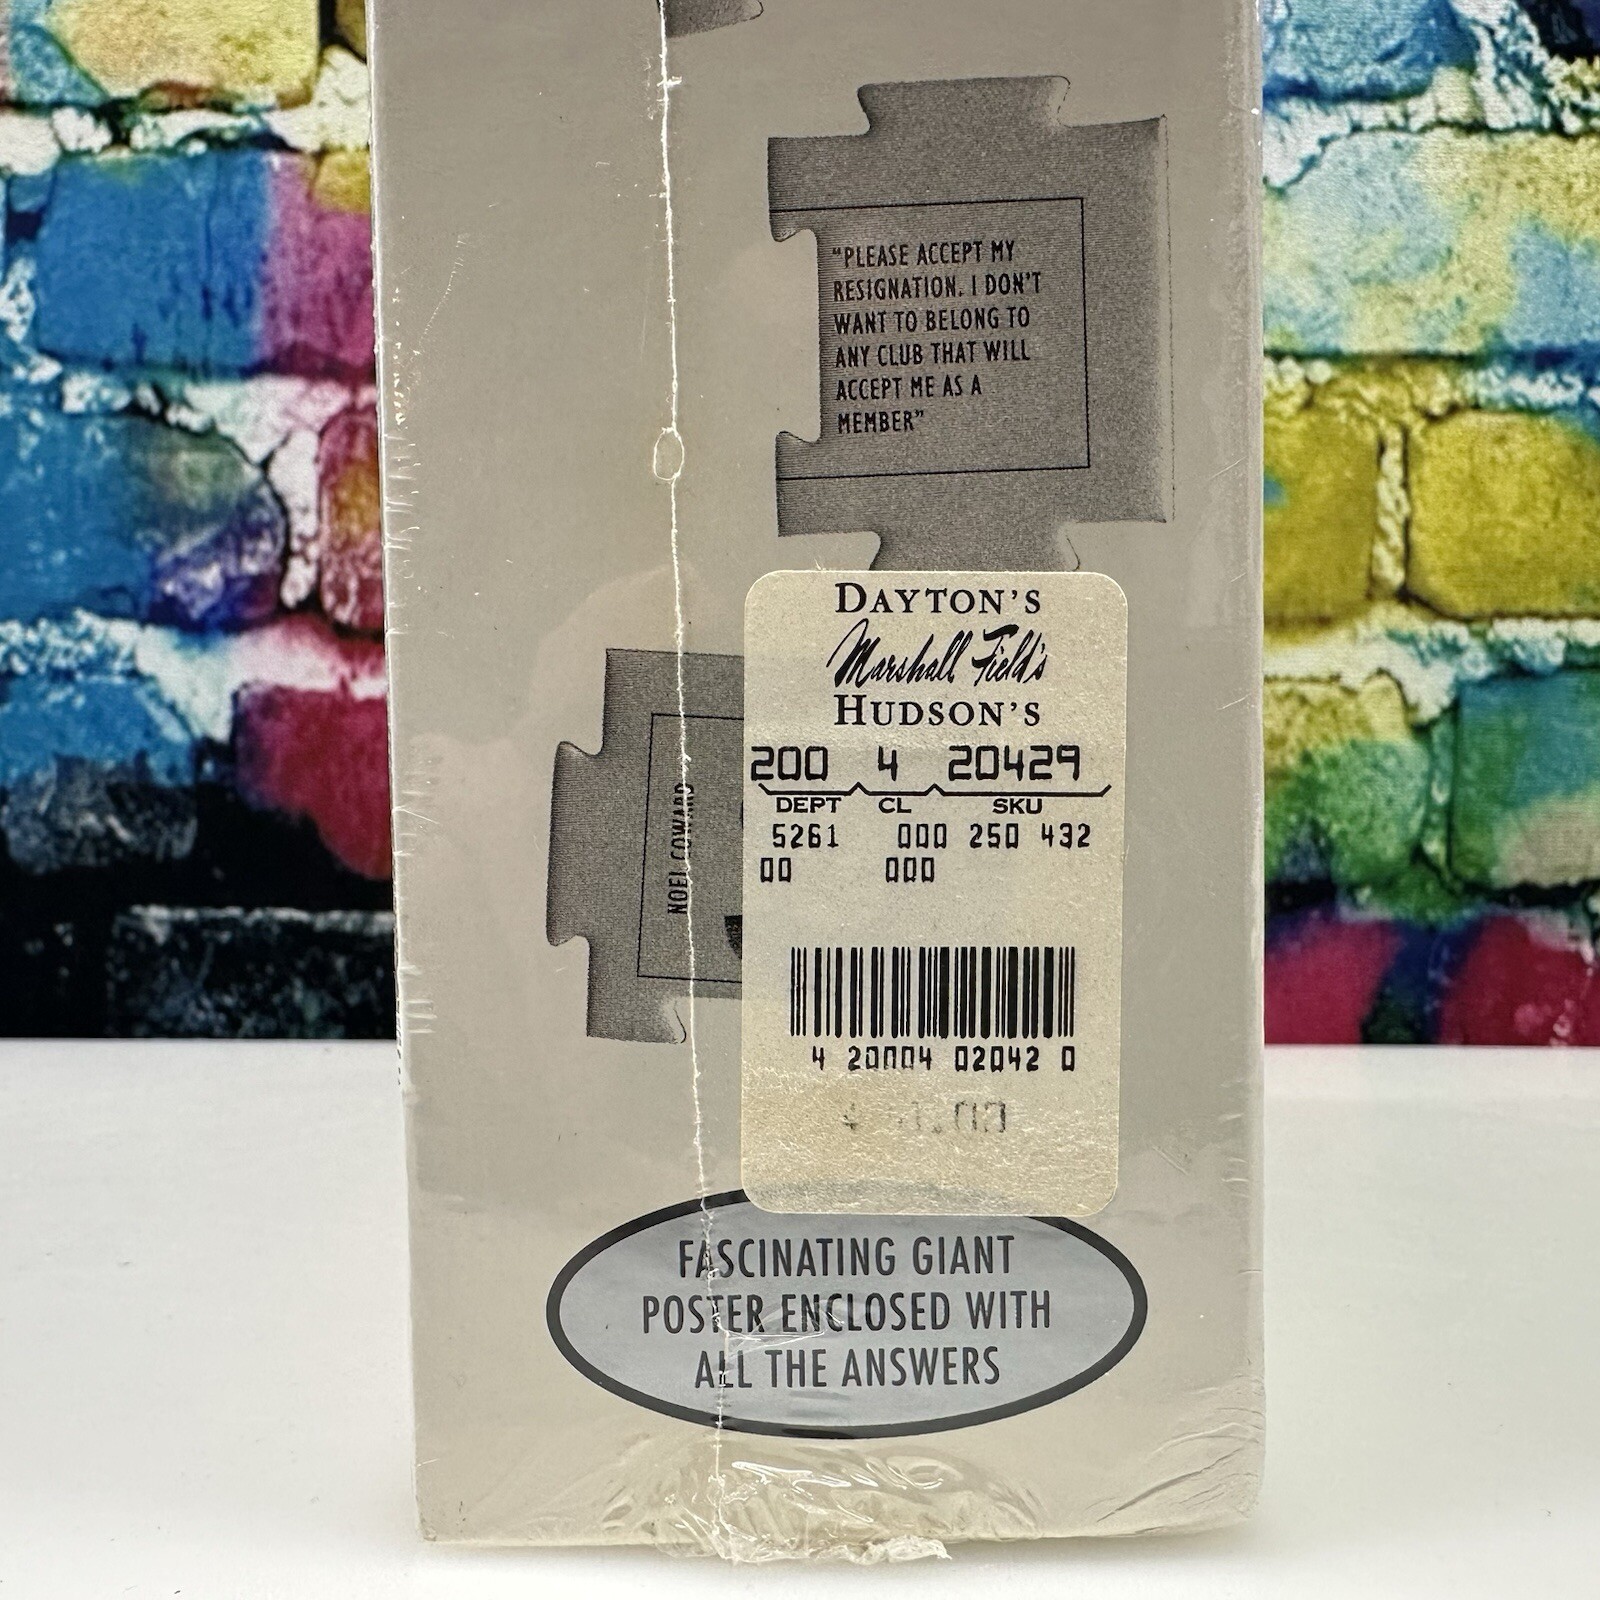 "PLEASE ACCEPT MY
RESIGNATION. I DON'T
WANT TO BELONG TO
ANY CLUB THAT WILL
ACCEPT ME AS A
MEMBER"
NOEL COWARD
DAYTON'S
Marshall Field's
HUDSON'S
200 4 20429
DEPT CL SKU
5261 000 250 432
00 000
4 20004 02042 0
FASCINATING GIANT
POSTER ENCLOSED WITH
ALL THE ANSWERS